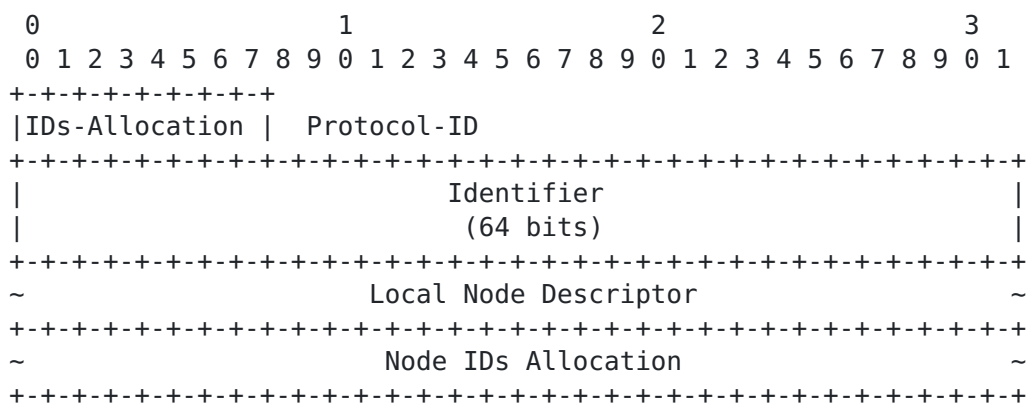 0                   1                   2                   3
 0 1 2 3 4 5 6 7 8 9 0 1 2 3 4 5 6 7 8 9 0 1 2 3 4 5 6 7 8 9 0 1
+-+-+-+-+-+-+-+-+
|IDs-Allocation |  Protocol-ID
+-+-+-+-+-+-+-+-+-+-+-+-+-+-+-+-+-+-+-+-+-+-+-+-+-+-+-+-+-+-+-+-+
|                           Identifier                          |
|                            (64 bits)                          |
+-+-+-+-+-+-+-+-+-+-+-+-+-+-+-+-+-+-+-+-+-+-+-+-+-+-+-+-+-+-+-+-+
~                      Local Node Descriptor                    ~
+-+-+-+-+-+-+-+-+-+-+-+-+-+-+-+-+-+-+-+-+-+-+-+-+-+-+-+-+-+-+-+-+
~                       Node IDs Allocation                     ~
+-+-+-+-+-+-+-+-+-+-+-+-+-+-+-+-+-+-+-+-+-+-+-+-+-+-+-+-+-+-+-+-+